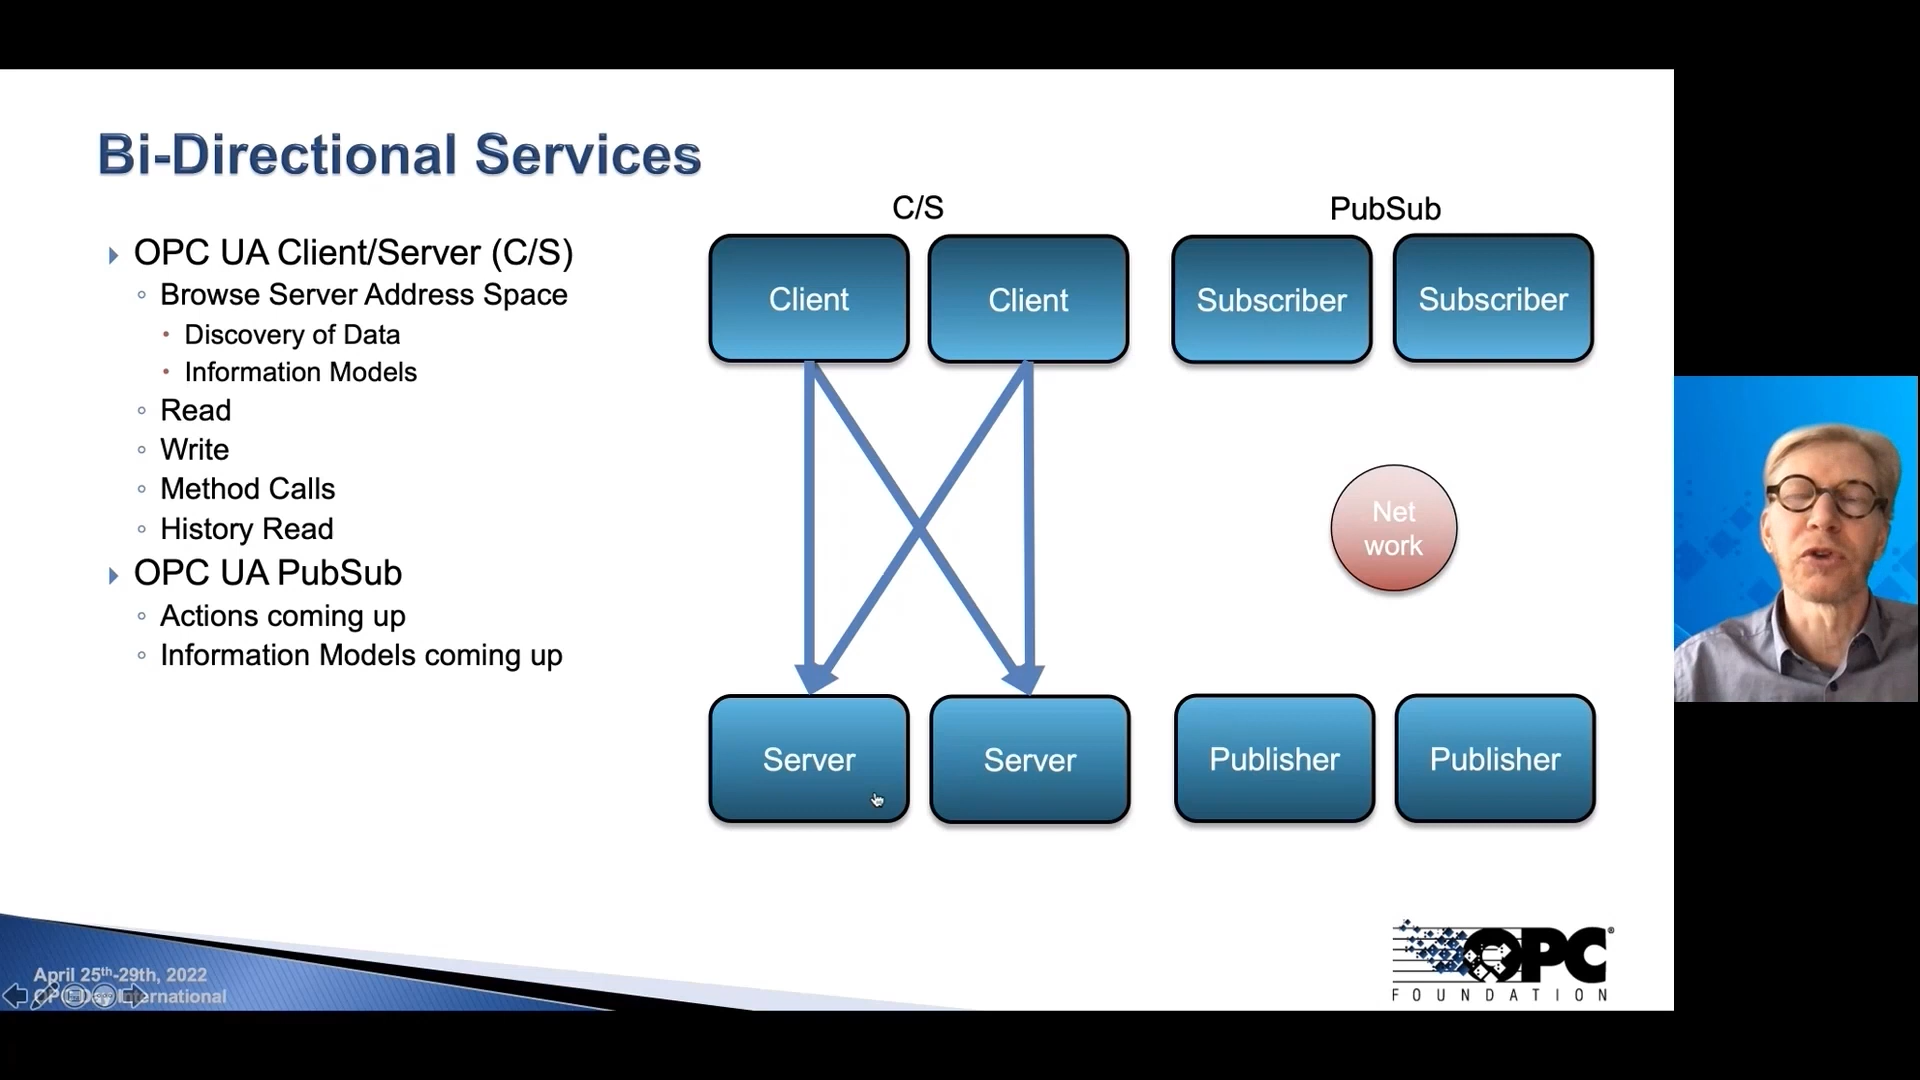 Bi-Directional Services
OPC UA Client/Server (C/S)
Browse Server Address Space
Discovery of Data
Information Models
Read
Write
Method Calls
History Read
OPC UA PubSub
Actions coming up
Information Models coming up
C/S
PubSub
Client
Client
Subscriber
Subscriber
Net
work
Server
Server
Publisher
Publisher
April 25th-29th, 2022
OPC Day International
OPC®
FOUNDATION